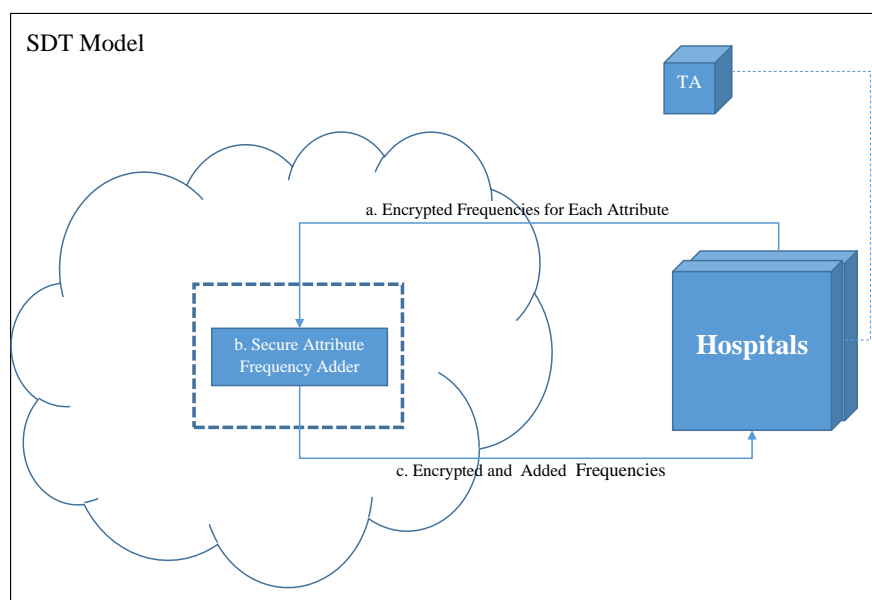 SDT Model
TA
a. Encrypted Frequencies for Each Attribute
b. Secure Attribute
Frequency Adder
Hospitals
c. Encrypted and Added Frequencies